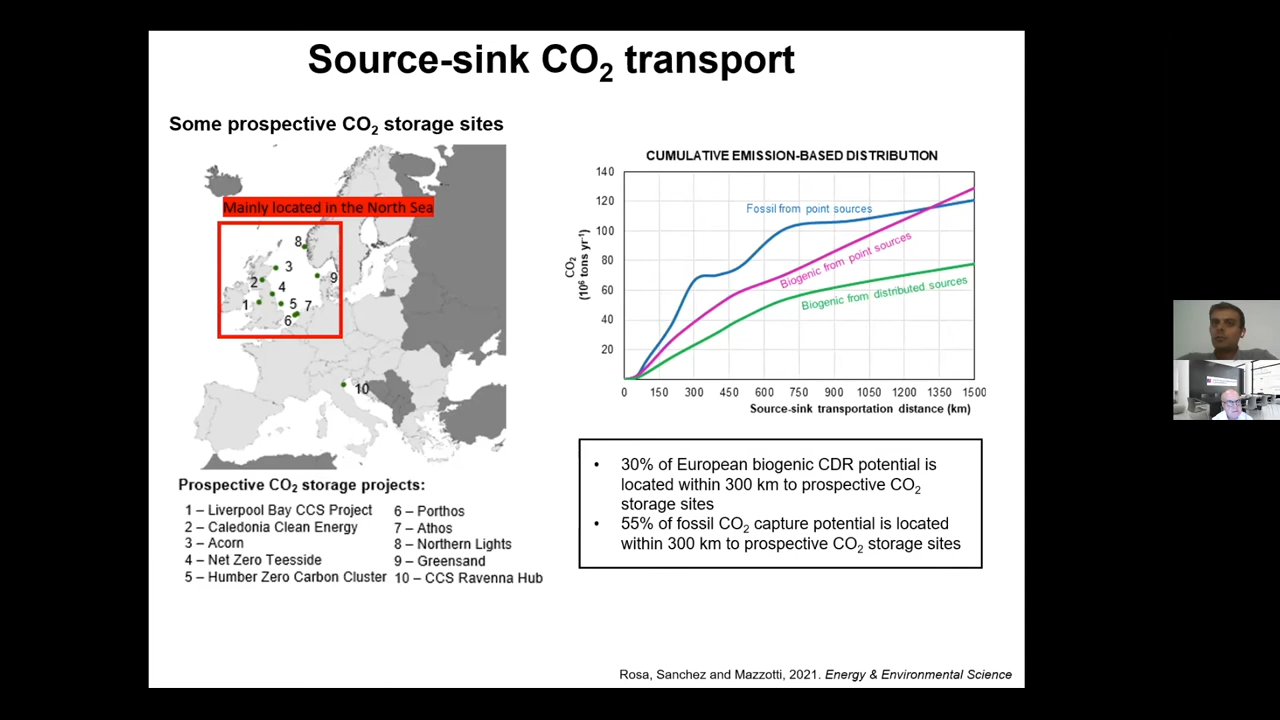 Source-sink CO2 transport
Some prospective CO2 storage sites
Mainly located in the North Sea
8
3
2
9
4
1
5
7
6
10
Prospective CO2 storage projects:
1 – Liverpool Bay CCS Project
2 – Caledonia Clean Energy
3 – Acorn
4 – Net Zero Teesside
5 – Humber Zero Carbon Cluster
6 – Porthos
7 – Athos
8 – Northern Lights
9 – Greensand
10 – CCS Ravenna Hub
CUMULATIVE EMISSION-BASED DISTRIBUTION
140
120
100
80
60
40
20
CO2
(10⁶ tons yr⁻¹)
Fossil from point sources
Biogenic from point sources
Biogenic from distributed sources
0 150 300 450 600 750 900 1050 1200 1350 1500
Source-sink transportation distance (km)
• 30% of European biogenic CDR potential is
located within 300 km to prospective CO2
storage sites
• 55% of fossil CO2 capture potential is located
within 300 km to prospective CO2 storage sites
Rosa, Sanchez and Mazzotti, 2021. Energy & Environmental Science